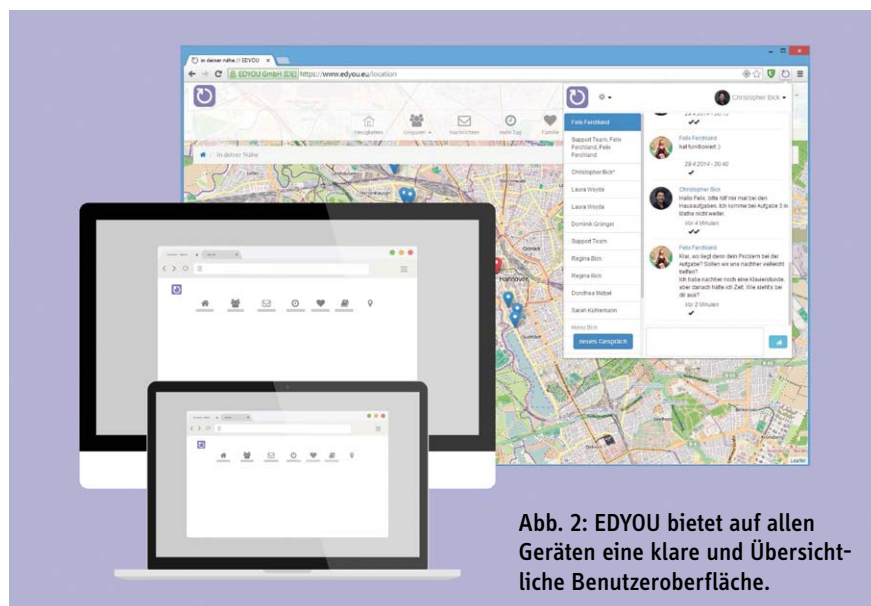 in deiner nähe // EDYOU
EDYOU GmbH [DE] https://www.edyou.eu/location
Christopher Bick
Neuigkeiten Gruppen Nachrichten mein Tag Familie
in deiner Nähe
Felix Ferchland
Support Team, Felix
Ferchland, Felix
Ferchland
Christopher Bick*
Laura Woyda
Laura Woyda
Dominik Grünger
Support Team
Regina Bick
Regina Bick
Dorothea Wöbel
Sarah Kühlemann
Heinz Bick
neues Gespräch
Felix Ferchland
hat funktioniert :)
29.4.2014 - 20:40
Christopher Bick
Hallo Felix, bitte hilf mir mal bei den
Hausaufgaben. Ich komme bei Aufgabe 3 in
Mathe nicht weiter.
Vor 4 Minuten
Felix Ferchland
Klar, wo liegt denn dein Problem bei der
Aufgabe? Sollen wir uns nachher vielleicht
treffen?
Ich habe nachher noch eine Klavierstunde,
aber danach hätte ich Zeit. Wie sieht's bei
dir aus?
Vor 2 Minuten
Hannover
Leaflet
Abb. 2: EDYOU bietet auf allen
Geräten eine klare und Übersicht-
liche Benutzeroberfläche.